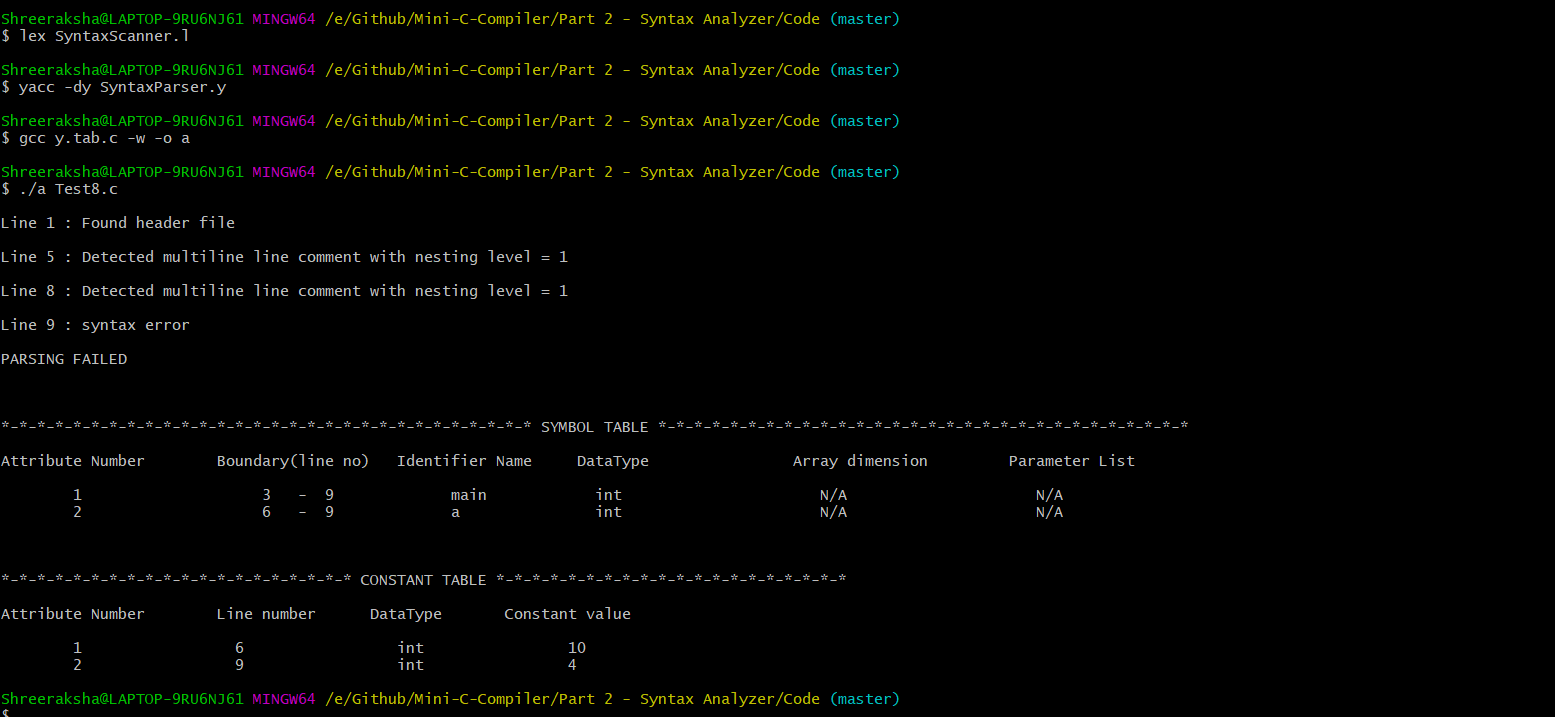 Shreeraksha@LAPTOP-9RU6NJ61 MINGW64 /e/Github/Mini-C-Compiler/Part 2 - Syntax Analyzer/Code (master)
$ lex SyntaxScanner.l
Shreeraksha@LAPTOP-9RU6NJ61 MINGW64 /e/Github/Mini-C-Compiler/Part 2 - Syntax Analyzer/Code (master)
$ yacc -dy SyntaxParser.y
Shreeraksha@LAPTOP-9RU6NJ61 MINGW64 /e/Github/Mini-C-Compiler/Part 2 - Syntax Analyzer/Code (master)
$ gcc y.tab.c -w -o a
Shreeraksha@LAPTOP-9RU6NJ61 MINGW64 /e/Github/Mini-C-Compiler/Part 2 - Syntax Analyzer/Code (master)
$ ./a Test8.c
Line 1 : Found header file
Line 5 : Detected multiline line comment with nesting level = 1
Line 8 : Detected multiline line comment with nesting level = 1
Line 9 : syntax error
PARSING FAILED
*-*-*-*-*-*-*-*-*-*-*-*-*-*-*-*-*-*-*-*-*-*-*-*-*-*-*-*-*-* SYMBOL TABLE *-*-*-*-*-*-*-*-*-*-*-*-*-*-*-*-*-*-*-*-*-*-*-*-*-*-*-*-*-*
Attribute Number Boundary(line no) Identifier Name DataType Array dimension Parameter List
1 3 - 9 main int N/A N/A
2 6 - 9 a int N/A N/A
*-*-*-*-*-*-*-*-*-*-*-*-*-*-*-*-*-*-*-* CONSTANT TABLE *-*-*-*-*-*-*-*-*-*-*-*-*-*-*-*-*-*-*-*
Attribute Number Line number DataType Constant value
1 6 int 10
2 9 int 4
Shreeraksha@LAPTOP-9RU6NJ61 MINGW64 /e/Github/Mini-C-Compiler/Part 2 - Syntax Analyzer/Code (master)
$